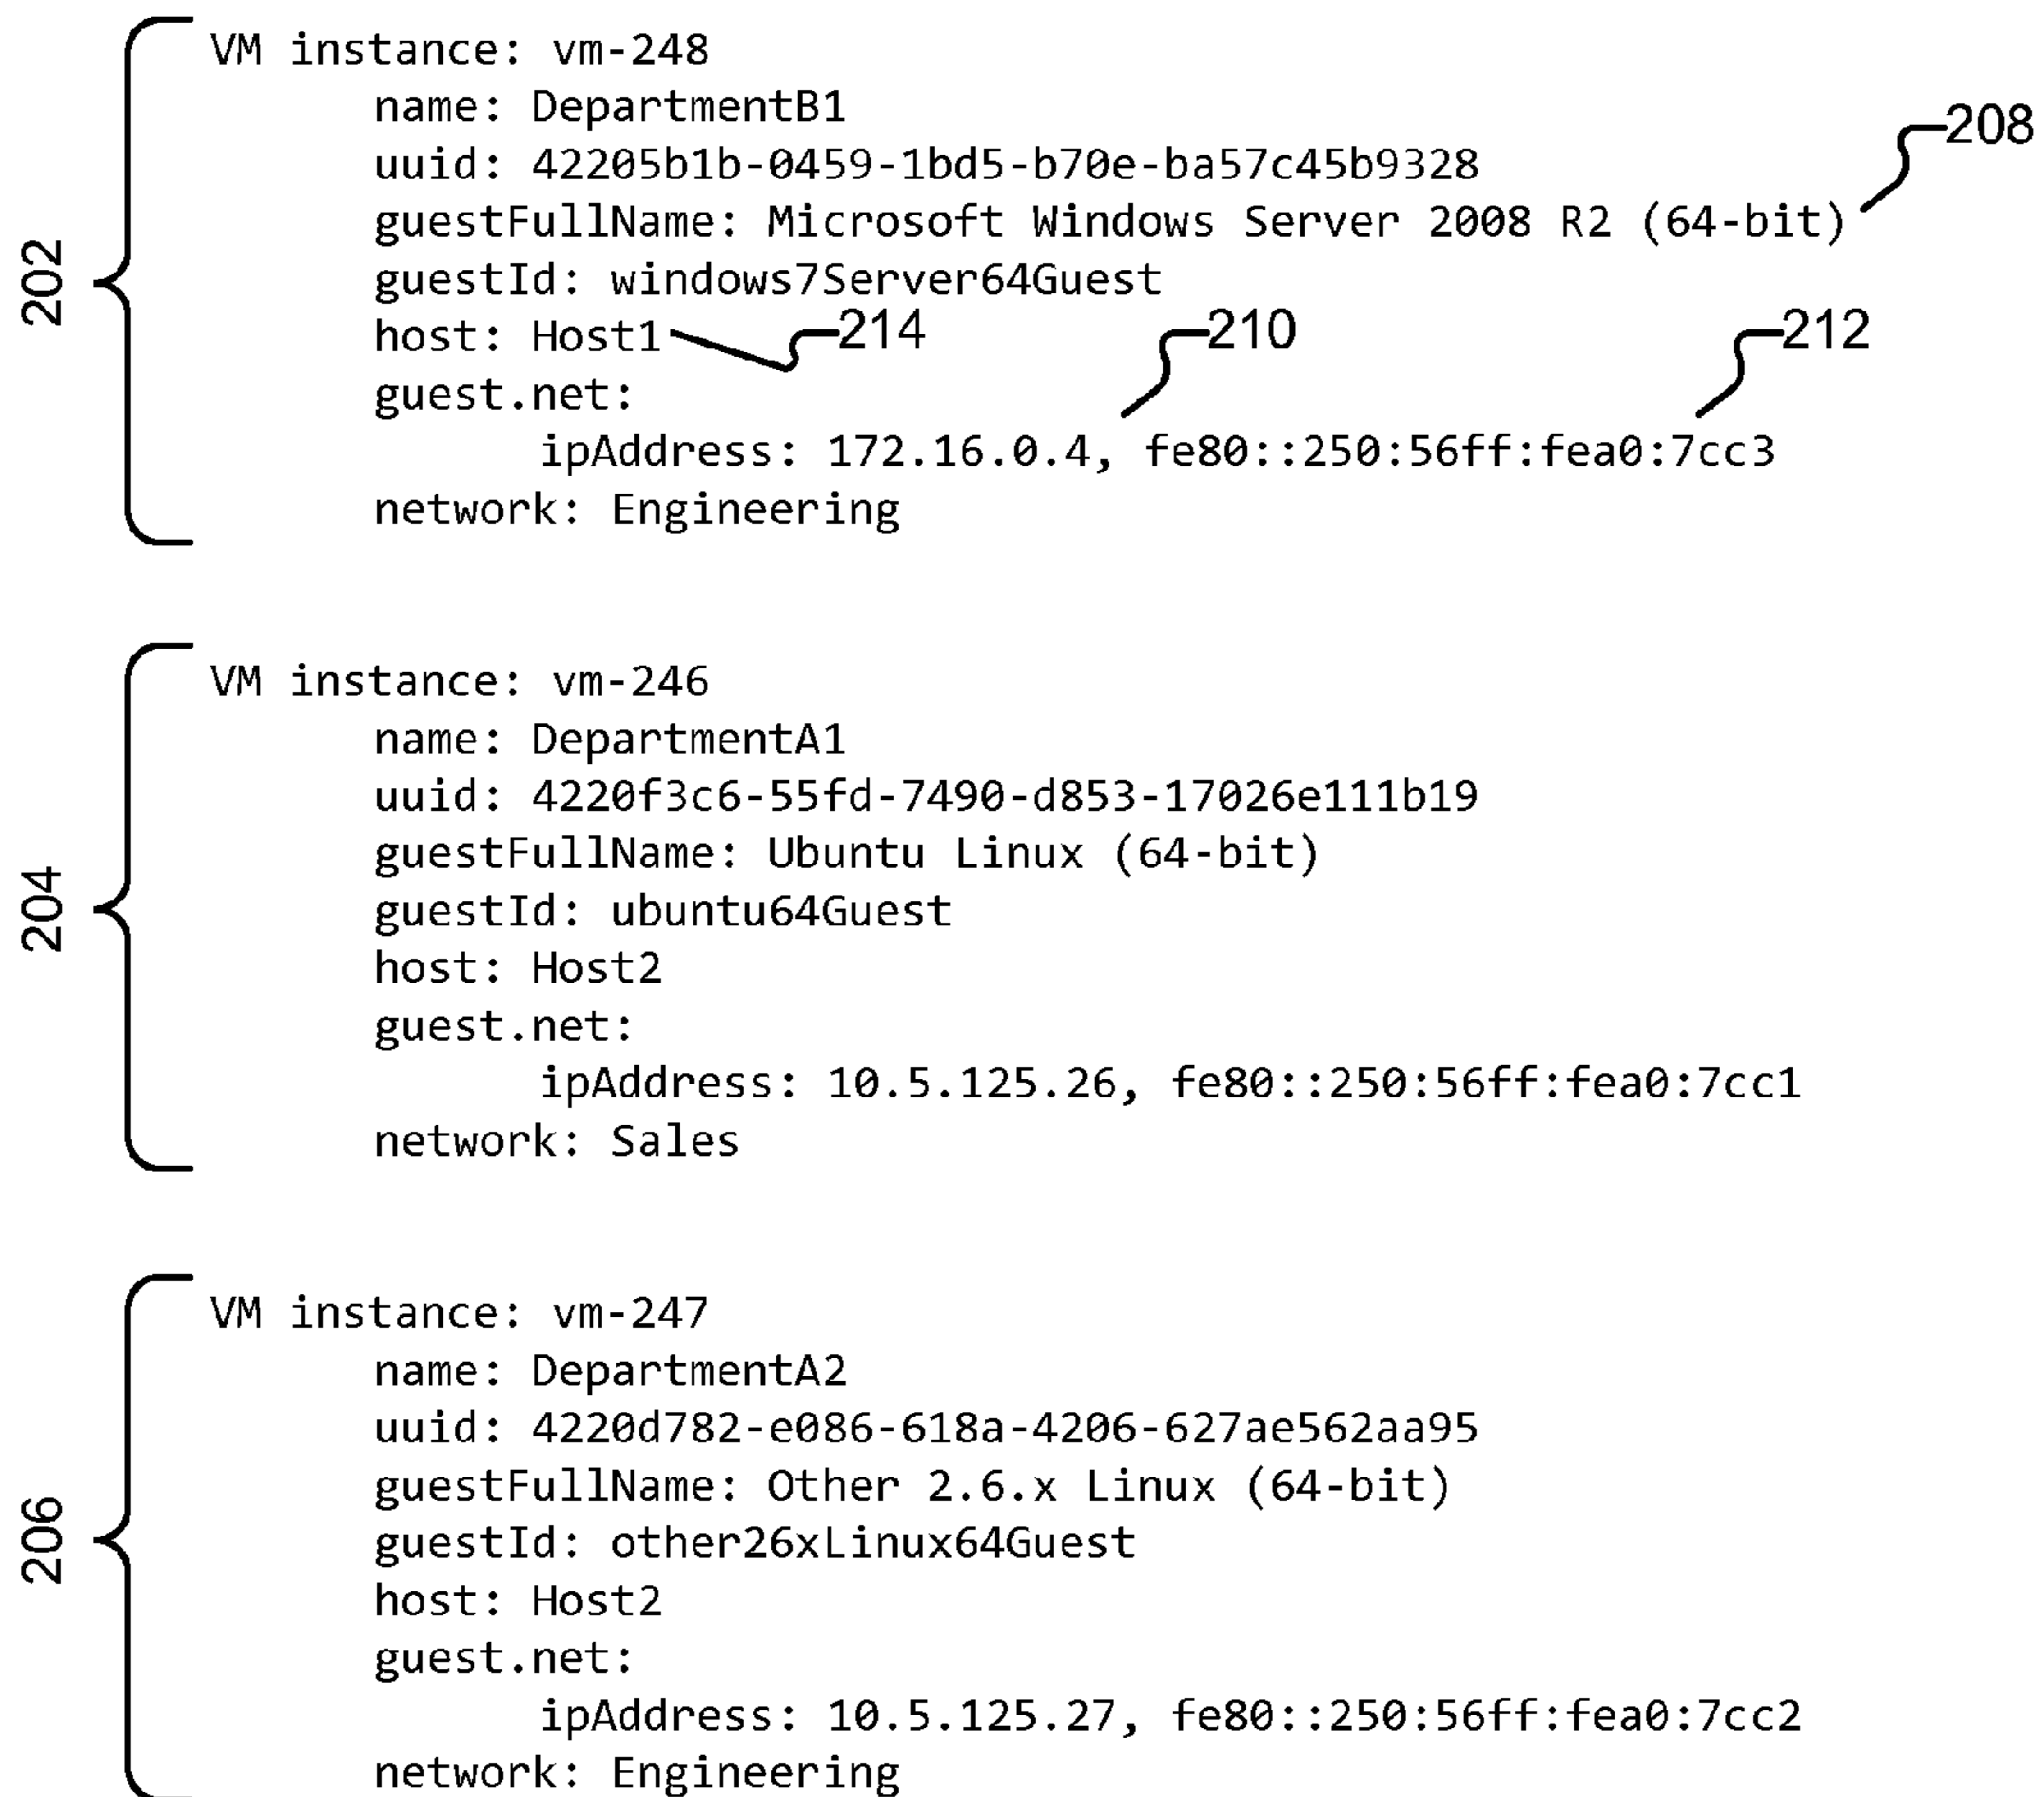 VM instance: vm-248
name: DepartmentB1
208
uuid: 42205b1b-0459-1bd5-b70e-ba57c45b9328
guestFullName: Microsoft Windows Server 2008 R2 (64-bit)
202
guestId: windows7Server64Guest
host: Host1
214
210
212
guest.net:
ipAddress: 172.16.0.4, fe80::250:56ff:fea0:7cc3
network: Engineering
VM instance: vm-246
name: DepartmentA1
uuid: 4220f3c6-55fd-7490-d853-17026e111b19
guestFullName: Ubuntu Linux (64-bit)
204
guestId: ubuntu64Guest
host: Host2
guest.net:
ipAddress: 10.5.125.26, fe80::250:56ff:fea0:7cc1
network: Sales
VM instance: vm-247
name: DepartmentA2
uuid: 4220d782-e086-618a-4206-627ae562aa95
guestFullName: Other 2.6.x Linux (64-bit)
206
guestId: other26xLinux64Guest
host: Host2
guest.net:
ipAddress: 10.5.125.27, fe80::250:56ff:fea0:7cc2
network: Engineering